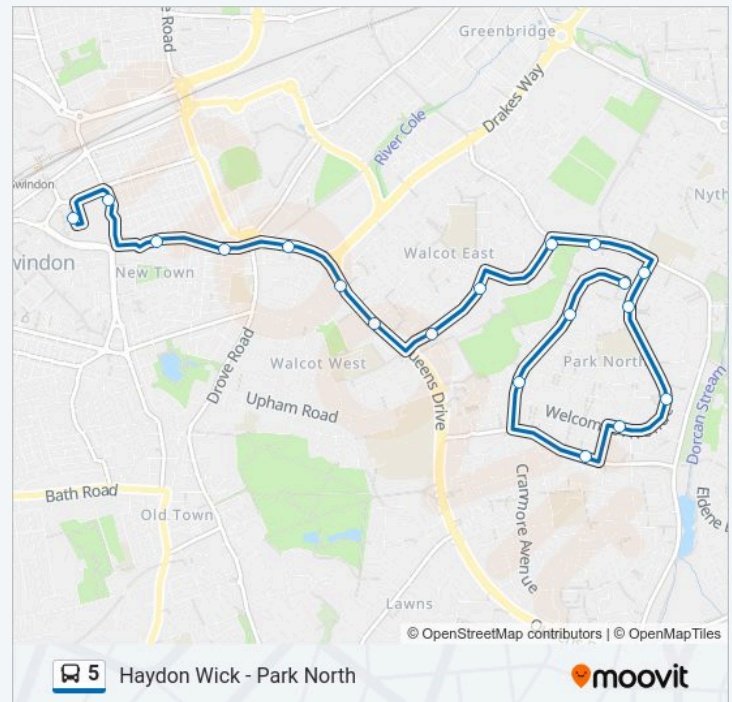 Road
Greenbridge
Drakes Way
River Cole
Swindon
Nyth
windon
New Town
Walcot East
Drove Road
Walcot West
Park North
Queens Drive
Upham Road
Dorcan Stream
Bath Road
Old Town
Cranmore Avenue
Eldene
Lawns
© OpenStreetMap contributors | © OpenMapTiles
5 Haydon Wick - Park North
moovit